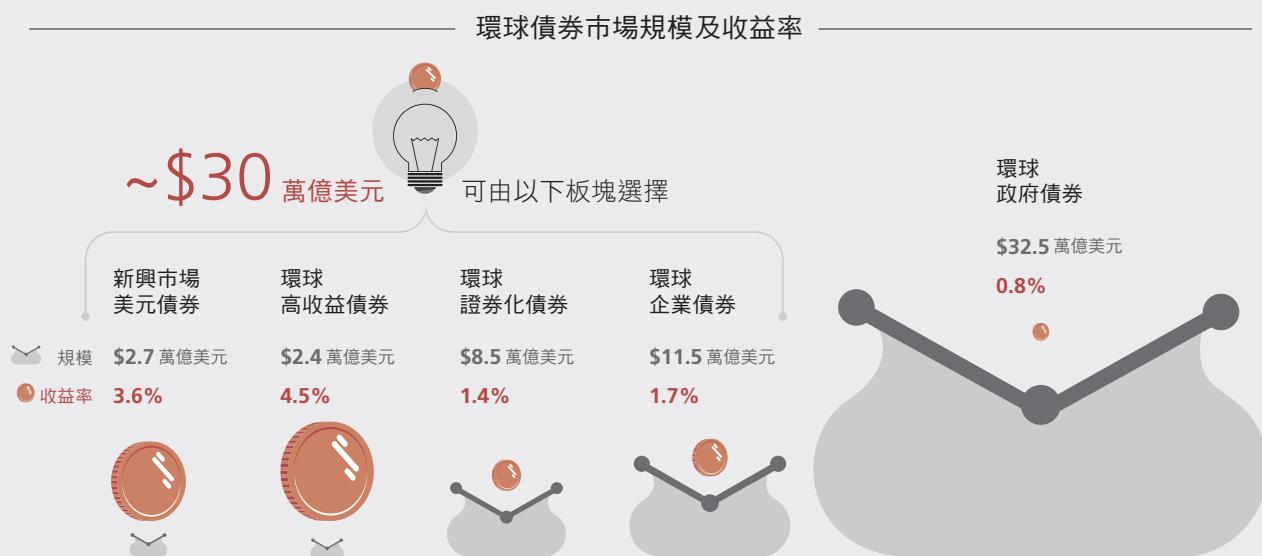 環球債券市場規模及收益率
~$30 萬億美元
可由以下板塊選擇
新興市場
美元債券
$2.7 萬億美元
3.6%
環球
高收益債券
$2.4 萬億美元
4.5%
環球
證券化債券
$8.5 萬億美元
1.4%
環球
企業債券
$11.5 萬億美元
1.7%
規模
收益率
環球
政府債券
$32.5 萬億美元
0.8%